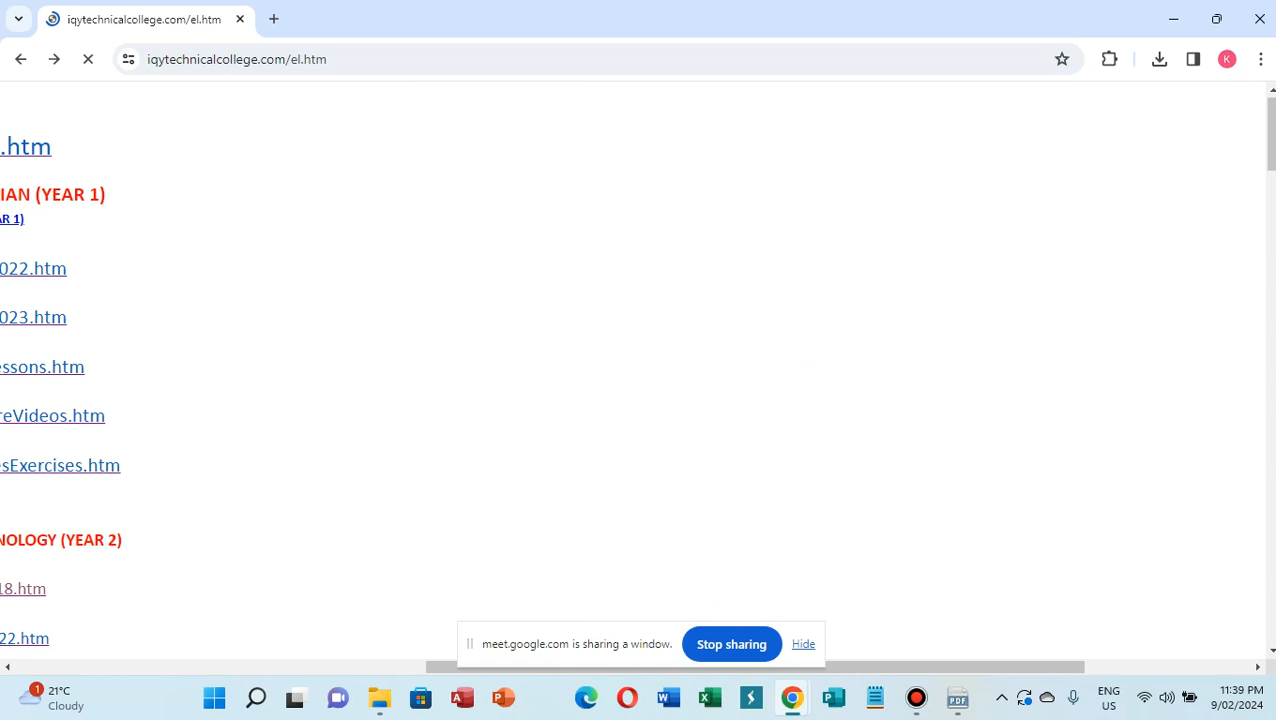 iqytechnicalcollege.com/el.htm
iqytechnicalcollege.com/el.htm
K
.htm
IAN (YEAR 1)
AR 1)
022.htm
023.htm
essons.htm
reVideos.htm
esExercises.htm
NOLOGY (YEAR 2)
18.htm
22.htm
meet.google.com is sharing a window. Stop sharing Hide
1
21°C
Cloudy
ENG
US
11:39 PM
9/02/2024